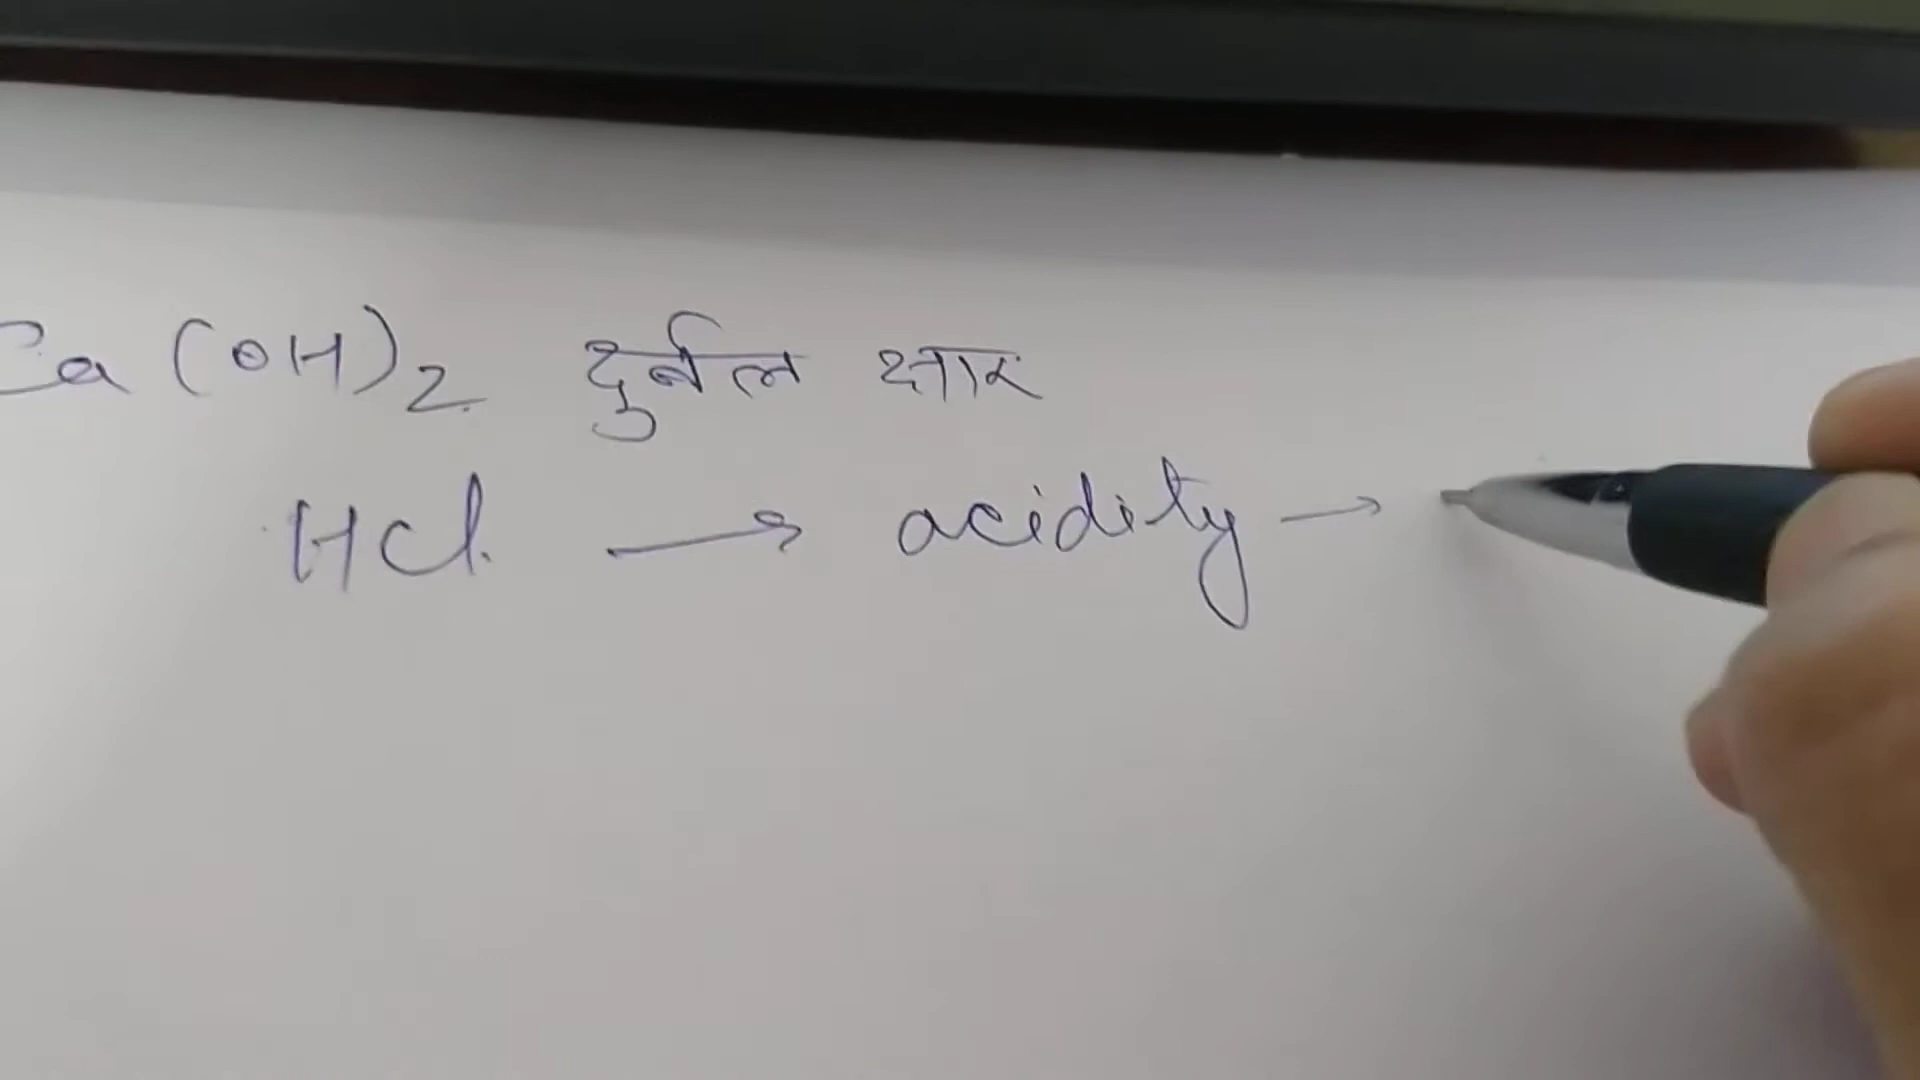 Ca(OH)2 दुर्बल क्षार
HCl. → acidity →